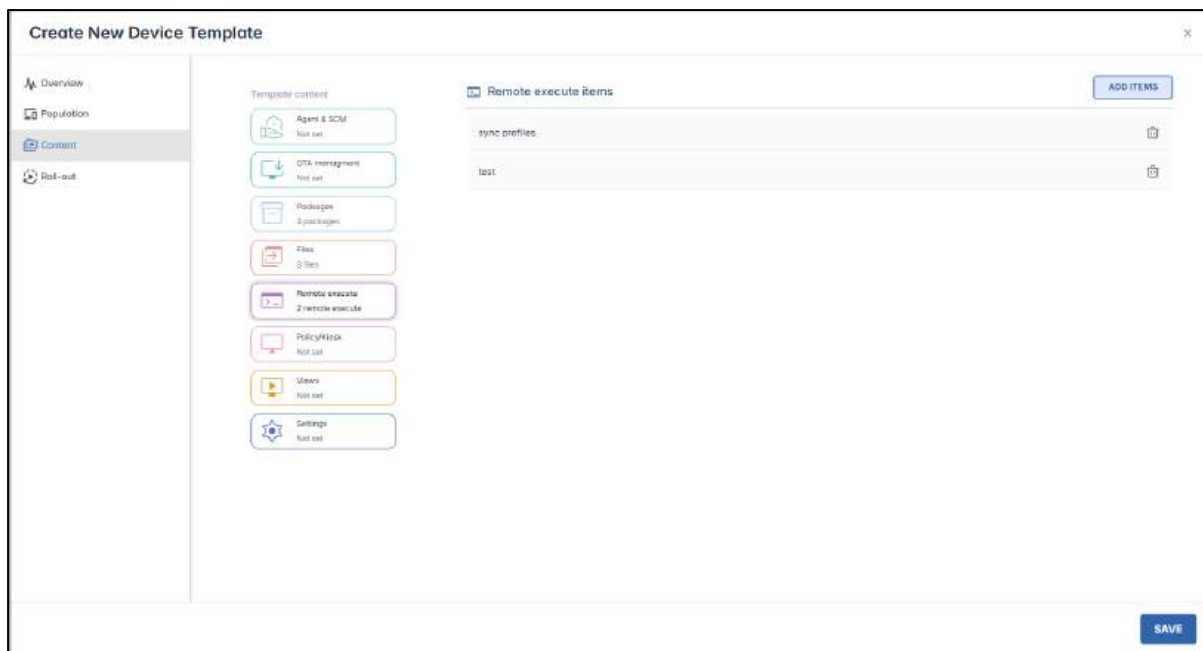 Create New Device Template
Overview
Population
Content
Roll-out
Template content
Agent & SCM
Not set
OTA managment
Not set
Packages
3 packages
Files
3 files
Remote execute
2 remote execute
Policy/Kiosk
Not set
Views
Not set
Settings
Not set
Remote execute items
ADD ITEMS
sync profiles
test
SAVE